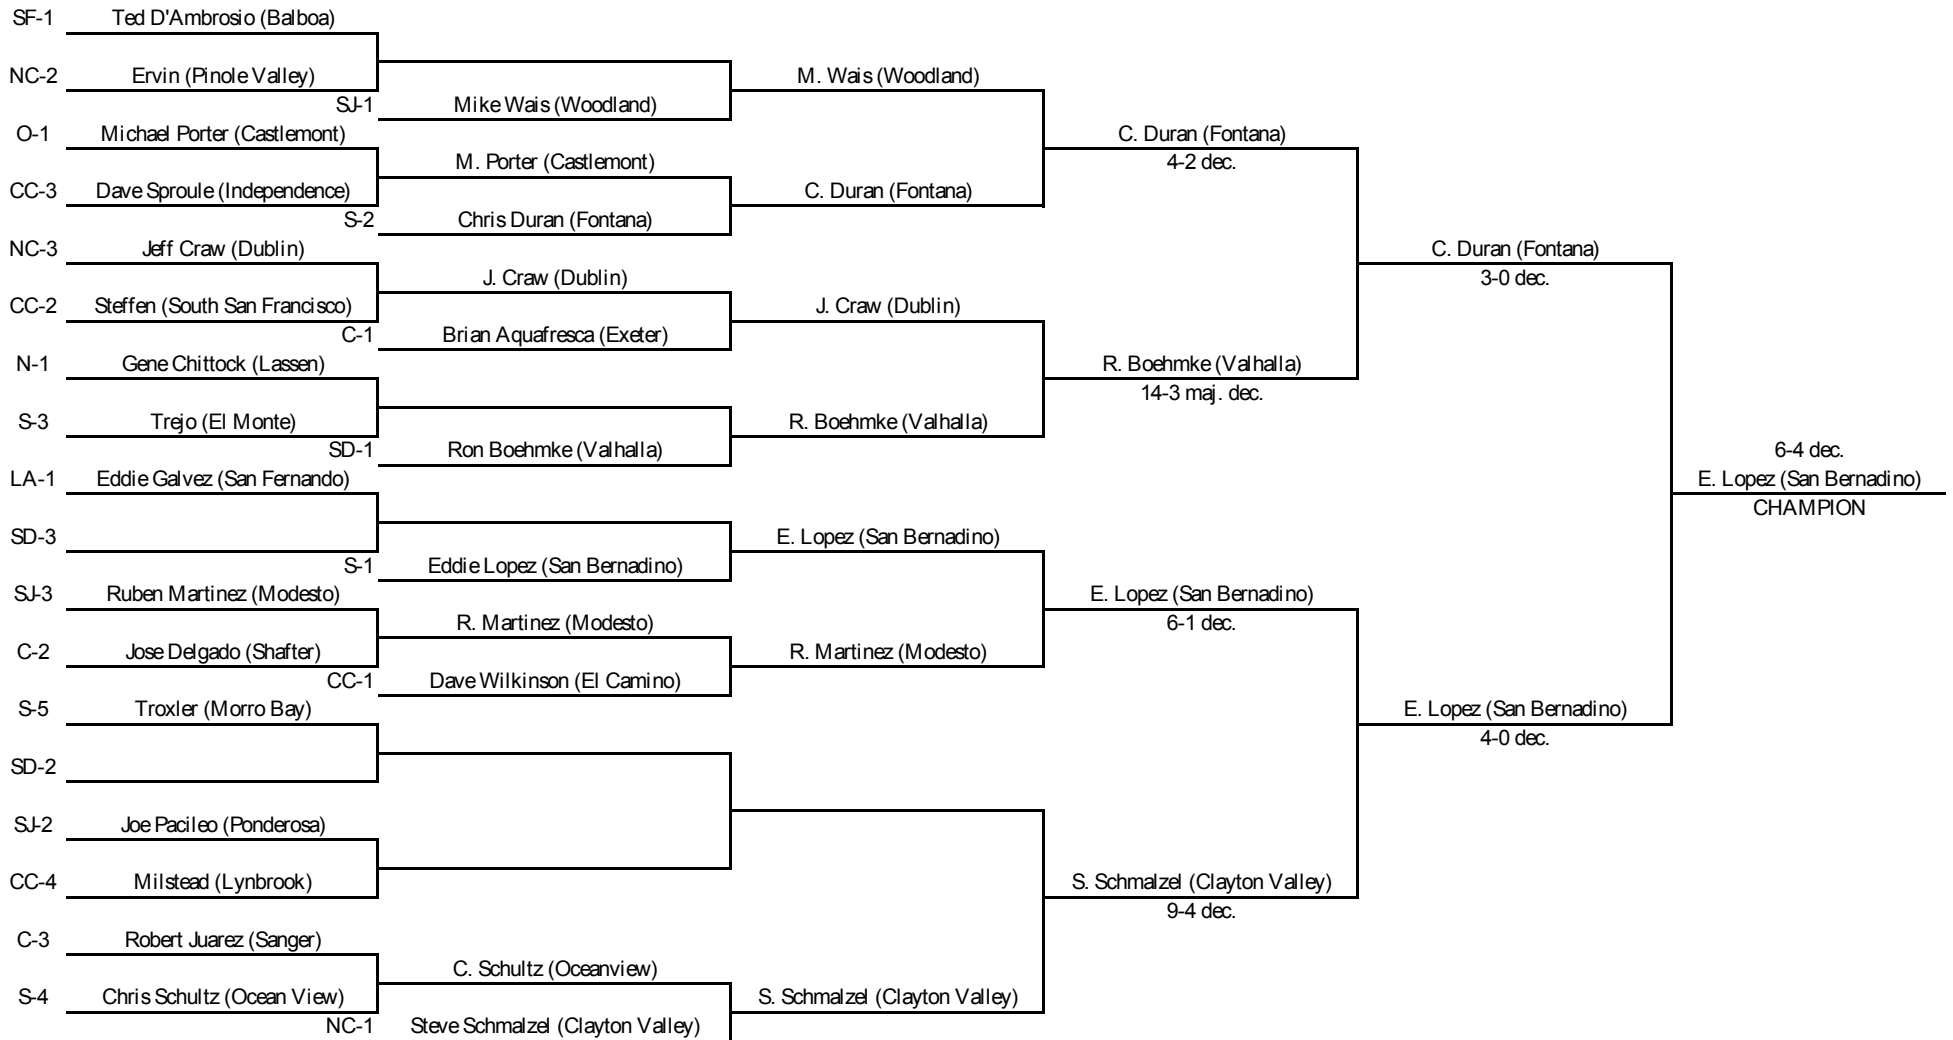 SF-1 Ted D'Ambrosio (Balboa)
NC-2 Ervin (Pinole Valley) M. Wais (Woodland)
SJ-1 Mike Wais (Woodland)
O-1 Michael Porter (Castlemont) C. Duran (Fontana)
M. Porter (Castlemont) 4-2 dec.
CC-3 Dave Sproule (Independence) C. Duran (Fontana)
S-2 Chris Duran (Fontana)
NC-3 Jeff Craw (Dublin) C. Duran (Fontana)
J. Craw (Dublin) 3-0 dec.
CC-2 Steffen (South San Francisco) J. Craw (Dublin)
C-1 Brian Aquafresca (Exeter)
N-1 Gene Chittock (Lassen) R. Boehmke (Valhalla)
14-3 maj. dec.
S-3 Trejo (El Monte) R. Boehmke (Valhalla)
SD-1 Ron Boehmke (Valhalla) 6-4 dec.
LA-1 Eddie Galvez (San Fernando) E. Lopez (San Bernadino)
CHAMPION
SD-3 E. Lopez (San Bernadino)
S-1 Eddie Lopez (San Bernadino)
SJ-3 Ruben Martinez (Modesto) E. Lopez (San Bernadino)
R. Martinez (Modesto) 6-1 dec.
C-2 Jose Delgado (Shafter) R. Martinez (Modesto)
CC-1 Dave Wilkinson (El Camino)
S-5 Troxler (Morro Bay) E. Lopez (San Bernadino)
4-0 dec.
SD-2
SJ-2 Joe Pacileo (Ponderosa)
CC-4 Milstead (Lynbrook) S. Schmalzel (Clayton Valley)
9-4 dec.
C-3 Robert Juarez (Sanger)
C. Schultz (Oceanview)
S-4 Chris Schultz (Ocean View) S. Schmalzel (Clayton Valley)
NC-1 Steve Schmalzel (Clayton Valley)